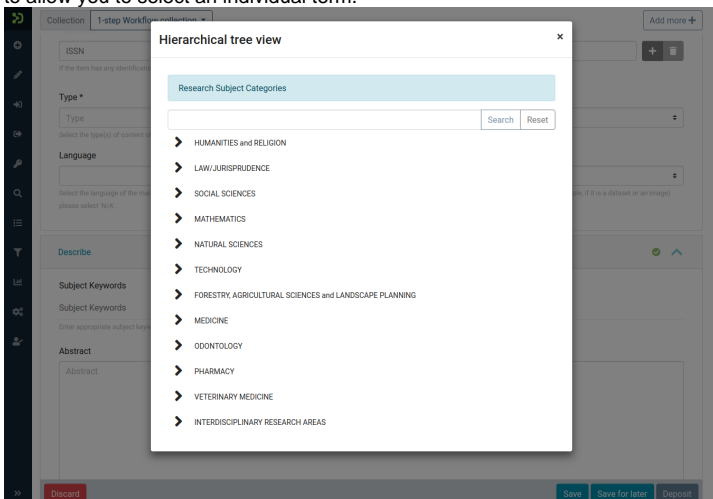 to allow you to select an individual term.
Collection 1-step Workflow collection Add more +
Hierarchical tree view ×
ISSN
If the item has any identification
Research Subject Categories
Type *
Type
Search Reset
Select the type(s) of content
HUMANITIES and RELIGION
Language
LAW/JURISPRUDENCE
SOCIAL SCIENCES
Select the language of the ple, if it is a dataset or an image)
please select 'N/A'.
MATHEMATICS
NATURAL SCIENCES
Describe
TECHNOLOGY
Subject Keywords
FORESTRY, AGRICULTURAL SCIENCES and LANDSCAPE PLANNING
Subject Keywords
MEDICINE
Enter appropriate subject
ODONTOLOGY
Abstract
Abstract
PHARMACY
VETERINARY MEDICINE
INTERDISCIPLINARY RESEARCH AREAS
Discard Save Save for later Deposit